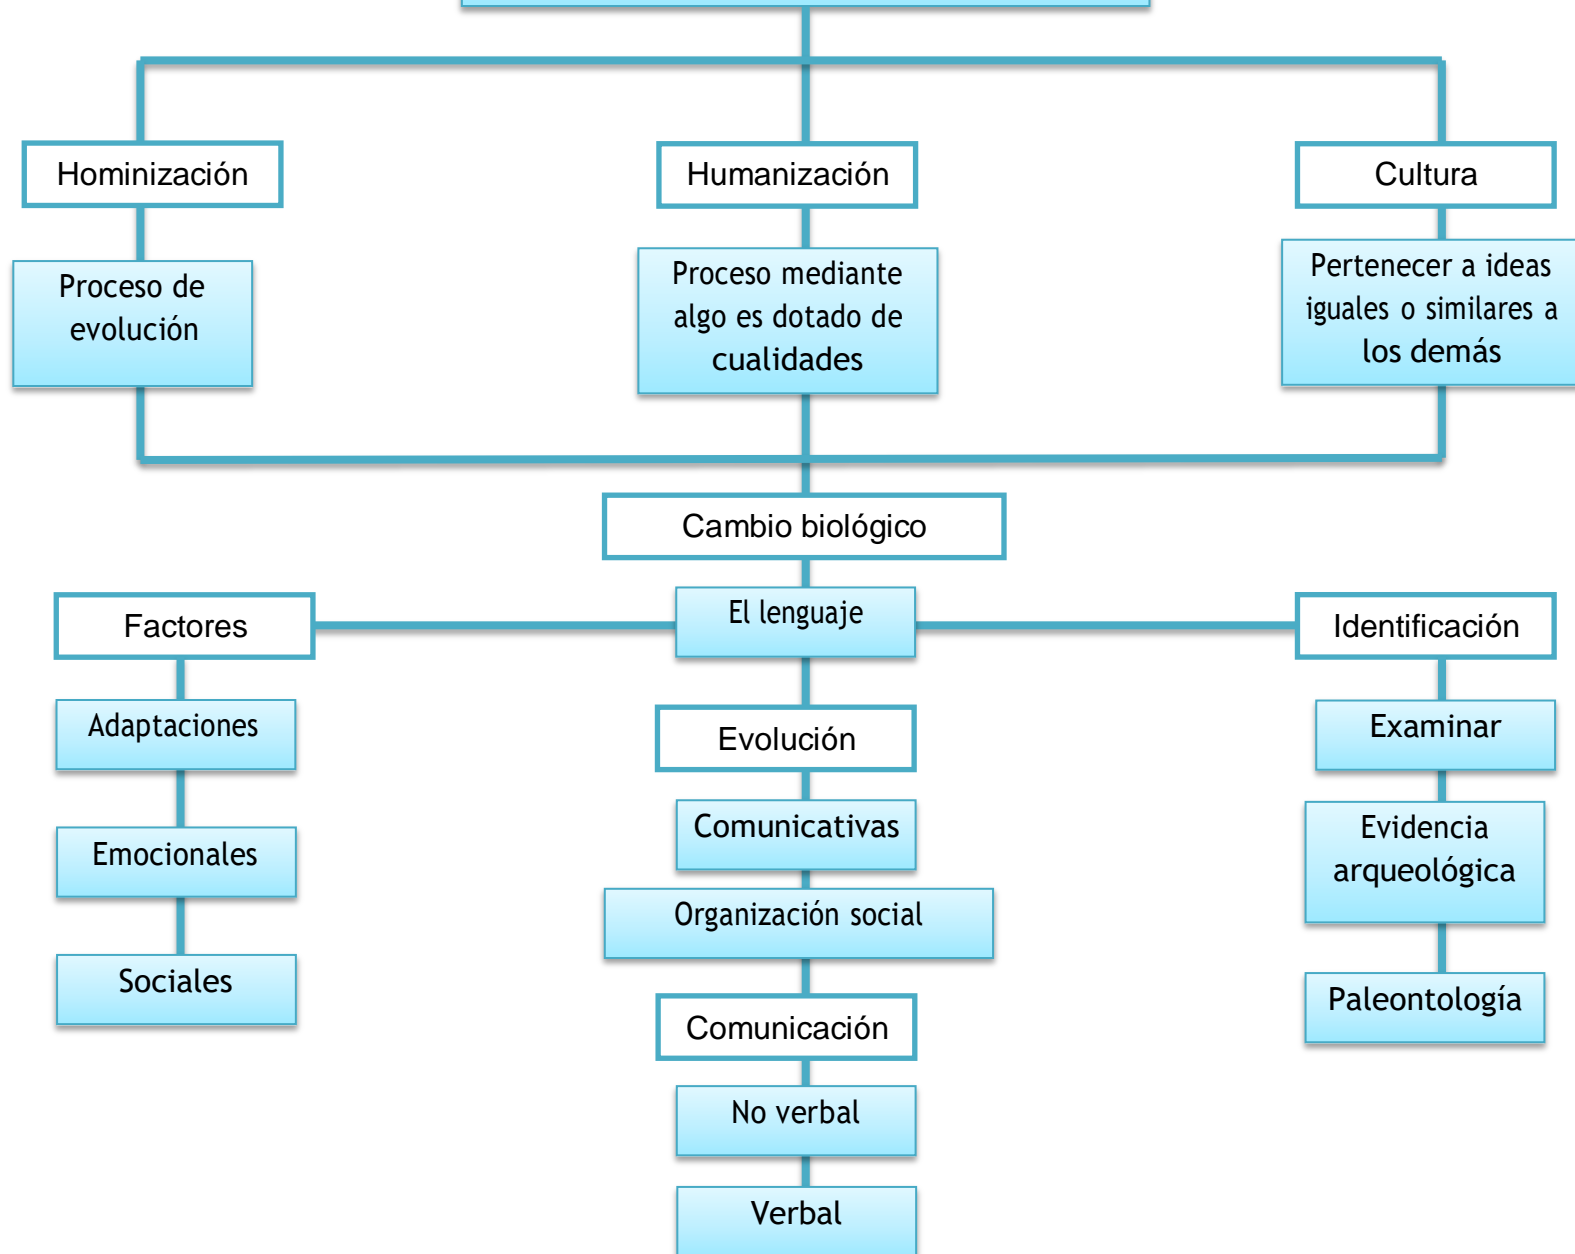 Hominización
Humanización
Cultura
Proceso de
evolución
Proceso mediante
algo es dotado de
cualidades
Pertenecer a ideas
iguales o similares a
los demás
Cambio biológico
Factores
El lenguaje
Identificación
Adaptaciones
Evolución
Examinar
Emocionales
Comunicativas
Evidencia
arqueológica
Organización social
Sociales
Comunicación
Paleontología
No verbal
Verbal